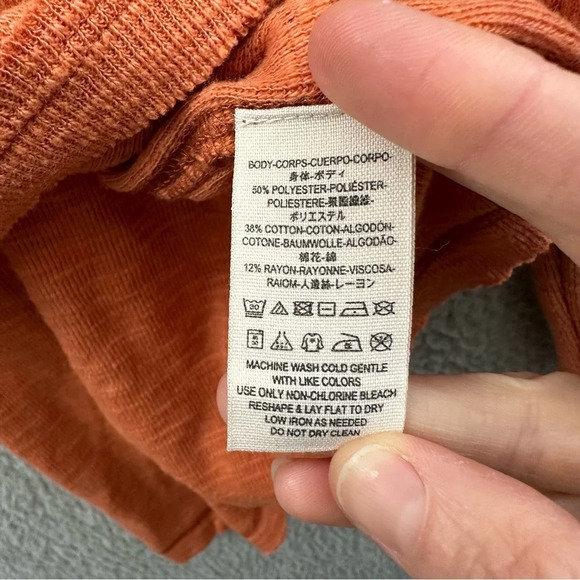 BODY-CORPS-CUERPO-CORPO-
身体-ボディ
50% POLYESTER-POLIÉSTER-
POLIESTERE-聚酯纖維-
ポリエステル
38% COTTON-COTON-ALGODÓN-
COTONE-BAUMWOLLE-ALGODÃO-
棉花-綿
12% RAYON-RAYONNE-VISCOSA-
RAIOM-人造絲-レーヨン
30
MACHINE WASH COLD GENTLE
WITH LIKE COLORS
USE ONLY NON-CHLORINE BLEACH
RESHAPE & LAY FLAT TO DRY
LOW IRON AS NEEDED
DO NOT DRY CLEAN